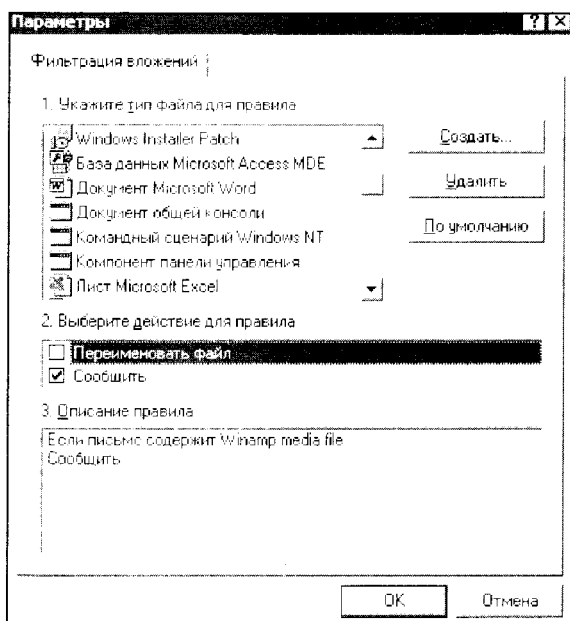 Параметры
Фильтрация вложений
1. Укажите тип файла для правила
Windows Installer Patch
База данных Microsoft Access MDE
Документ Microsoft Word
Документ общей консоли
Командный сценарий Windows NT
Компонент панели управления
Лист Microsoft Excel
Создать...
Удалить
По умолчанию
2. Выберите действие для правила
Переименовать файл
Сообщить
3. Описание правила
Если письмо содержит Winamp media file
Сообщить
OK
Отмена